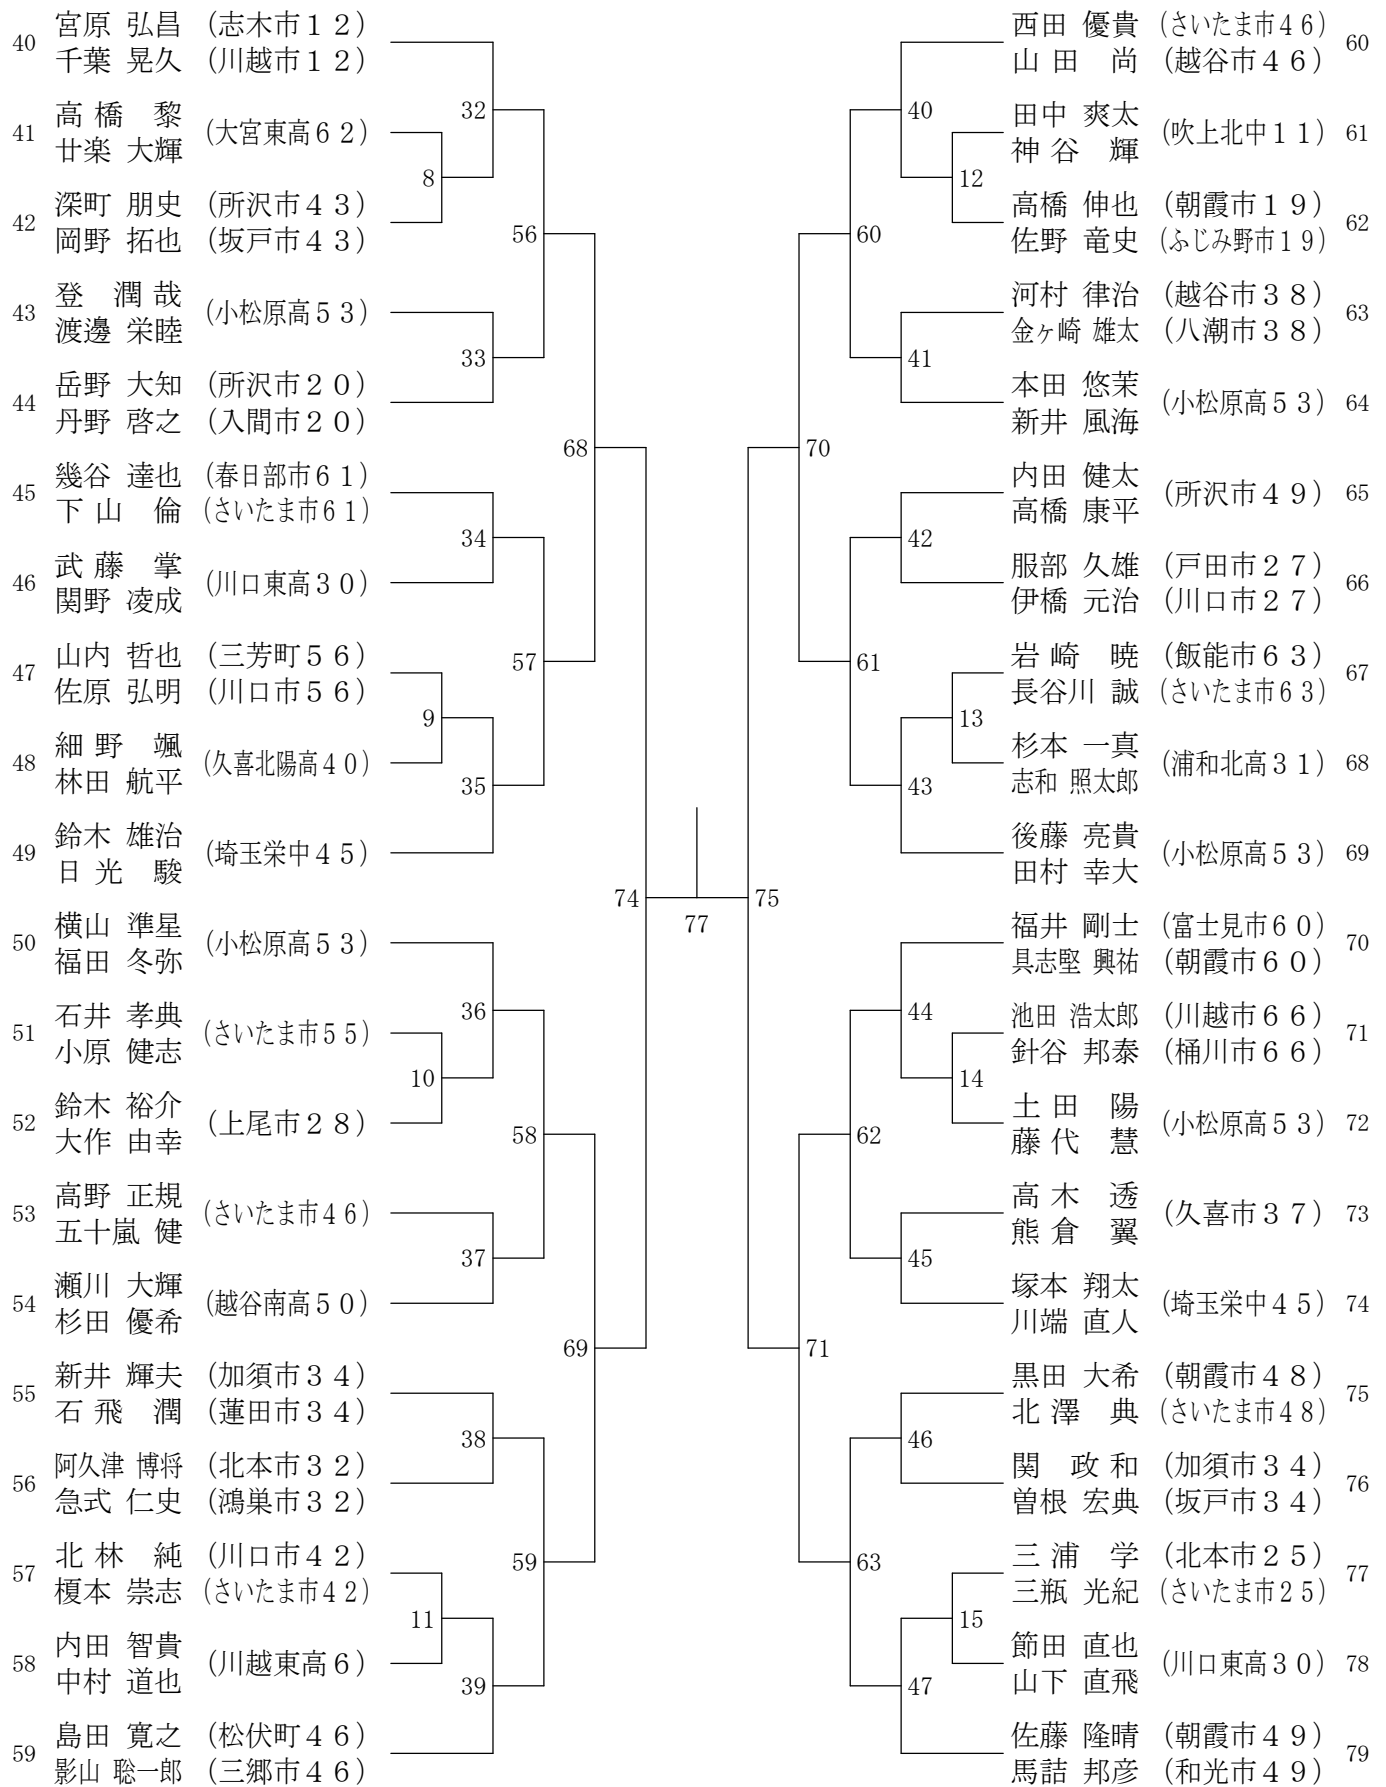 40 宮原 弘昌 (志木市12)
千葉 晃久 (川越市12)
41 高橋 黎 (大宮東高62)
廿楽 大輝
42 深町 朋史 (所沢市43)
岡野 拓也 (坂戸市43)
43 登 潤哉 (小松原高53)
渡邊 栄睦
44 岳野 大知 (所沢市20)
丹野 啓之 (入間市20)
45 幾谷 達也 (春日部市61)
下山 倫 (さいたま市61)
46 武藤 掌 (川口東高30)
関野 凌成
47 山内 哲也 (三芳町56)
佐原 弘明 (川口市56)
48 細野 颯 (久喜北陽高40)
林田 航平
49 鈴木 雄治 (埼玉栄中45)
日光 駿
50 横山 準星 (小松原高53)
福田 冬弥
51 石井 孝典 (さいたま市55)
小原 健志
52 鈴木 裕介 (上尾市28)
大作 由幸
53 高野 正規 (さいたま市46)
五十嵐 健
54 瀬川 大輝 (越谷南高50)
杉田 優希
55 新井 輝夫 (加須市34)
石飛 潤 (蓮田市34)
56 阿久津 博将 (北本市32)
急式 仁史 (鴻巣市32)
57 北林 純 (川口市42)
榎本 崇志 (さいたま市42)
58 内田 智貴 (川越東高6)
中村 道也
59 島田 寛之 (松伏町46)
影山 聡一郎 (三郷市46)
32
8
56
33
68
34
57
9
35
74
77
36
10
58
37
69
38
59
11
39
西田 優貴 (さいたま市46) 60
山田 尚 (越谷市46)
田中 爽太 (吹上北中11) 61
神谷 輝
高橋 伸也 (朝霞市19) 62
佐野 竜史 (ふじみ野市19)
河村 律治 (越谷市38) 63
金ヶ崎 雄太 (八潮市38)
本田 悠茉 (小松原高53) 64
新井 風海
内田 健太 (所沢市49) 65
高橋 康平
服部 久雄 (戸田市27) 66
伊橋 元治 (川口市27)
岩崎 暁 (飯能市63) 67
長谷川 誠 (さいたま市63)
杉本 一真 (浦和北高31) 68
志和 照太郎
後藤 亮貴 (小松原高53) 69
田村 幸大
福井 剛士 (富士見市60) 70
具志堅 興祐 (朝霞市60)
池田 浩太郎 (川越市66) 71
針谷 邦泰 (桶川市66)
土田 陽 (小松原高53) 72
藤代 慧
高木 透 (久喜市37) 73
熊倉 翼
塚本 翔太 (埼玉栄中45) 74
川端 直人
黒田 大希 (朝霞市48) 75
北澤 典 (さいたま市48)
関 政和 (加須市34) 76
曽根 宏典 (坂戸市34)
三浦 学 (北本市25) 77
三瓶 光紀 (さいたま市25)
節田 直也 (川口東高30) 78
山下 直飛
佐藤 隆晴 (朝霞市49) 79
馬詰 邦彦 (和光市49)
40
12
60
41
70
42
61
13
43
75
44
14
62
45
71
46
63
15
47